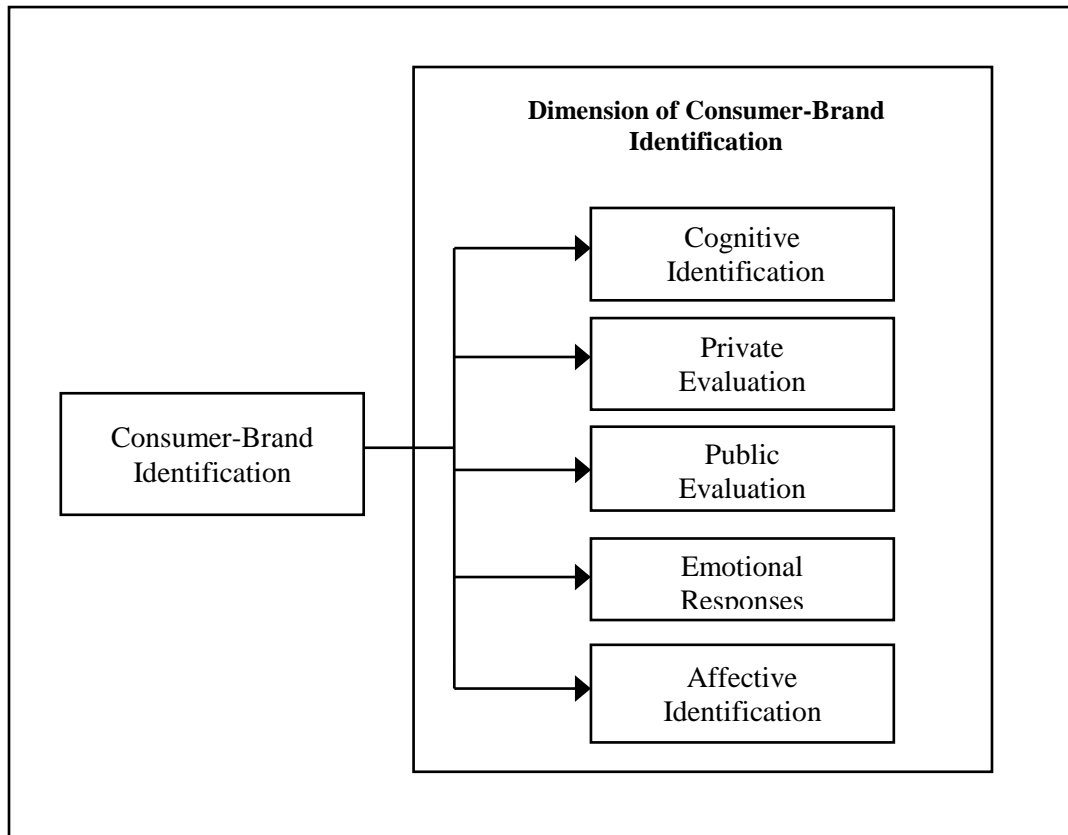 Dimension of Consumer-Brand
Identification
Cognitive
Identification
Private
Evaluation
Consumer-Brand
Identification
Public
Evaluation
Emotional
Responses
Affective
Identification